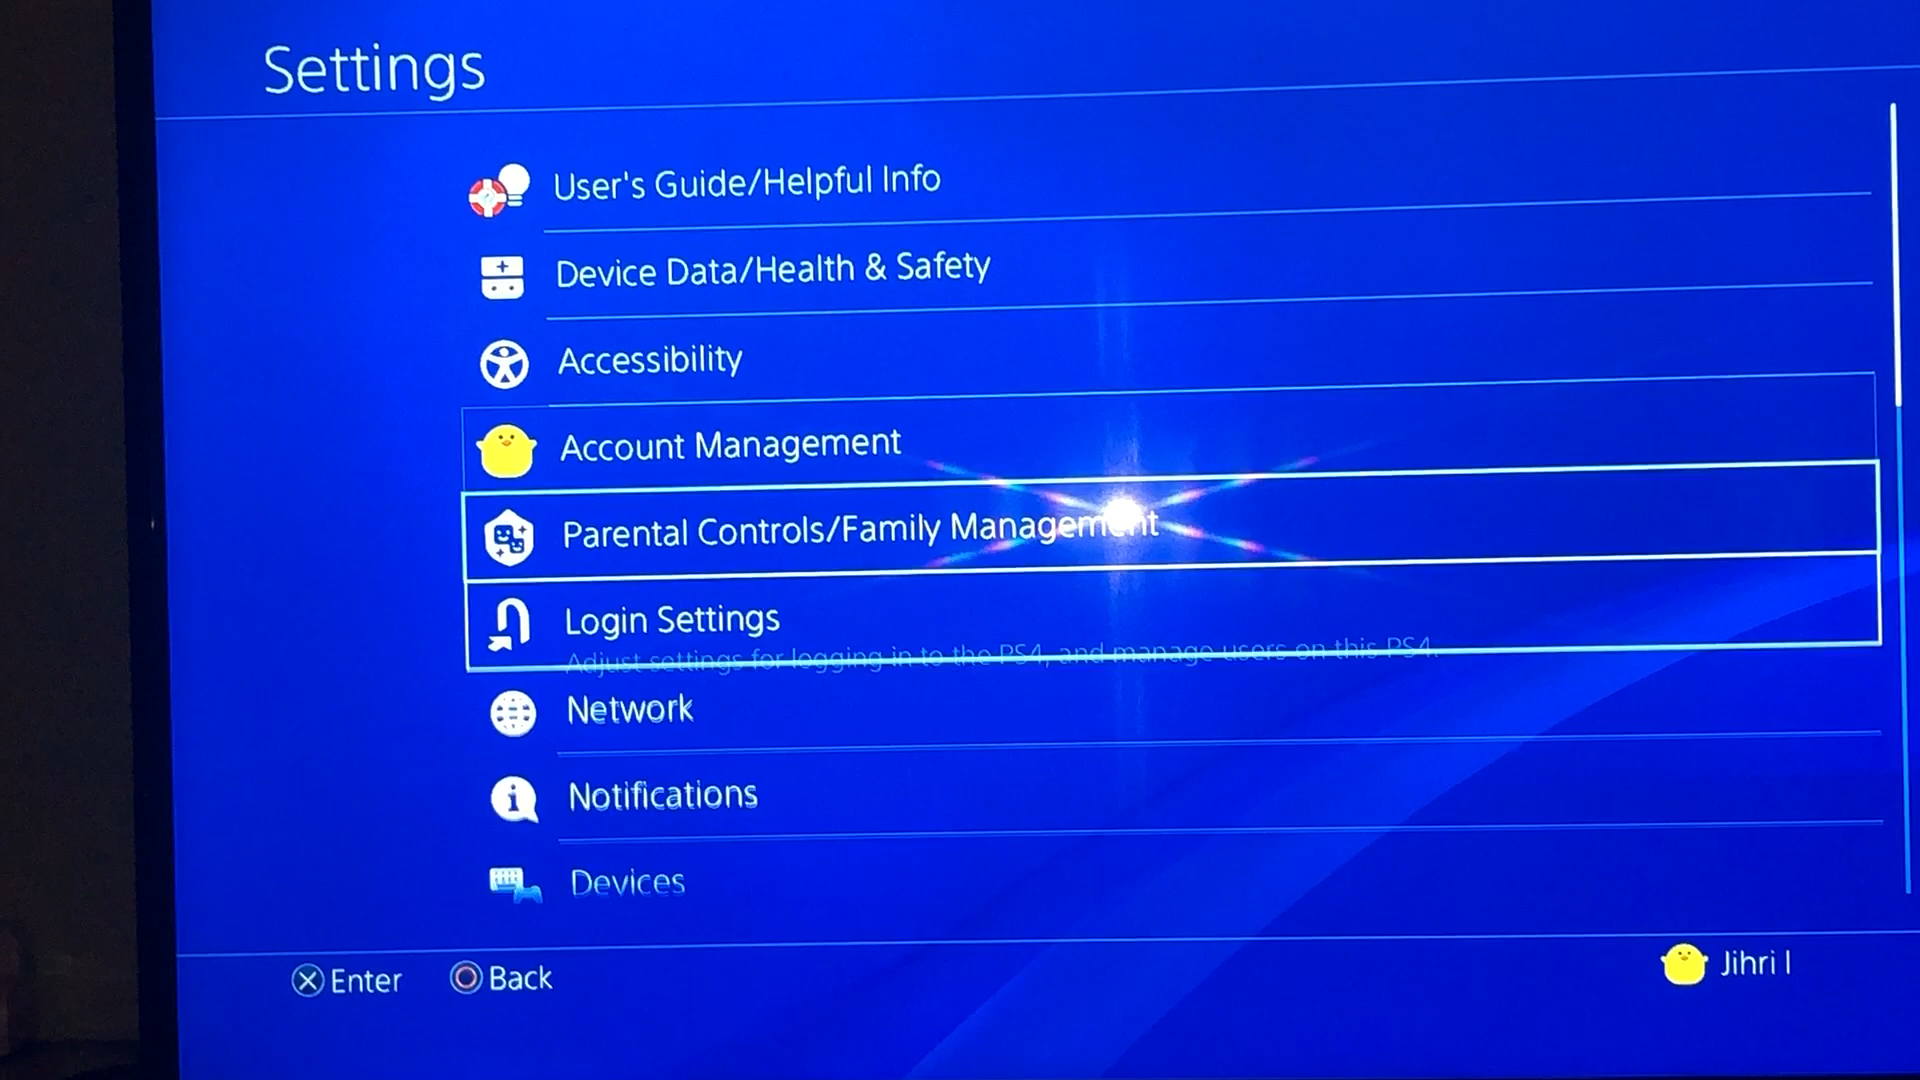 Settings
User's Guide/Helpful Info
Device Data/Health & Safety
Accessibility
Account Management
Parental Controls/Family Management
Login Settings
Adjust settings for logging in to the PS4, and manage users on this PS4.
Network
Notifications
Devices
Enter Back Jihri I